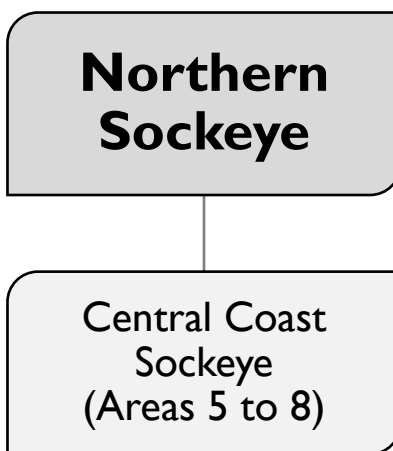 Northern
Sockeye
Central Coast
Sockeye
(Areas 5 to 8)